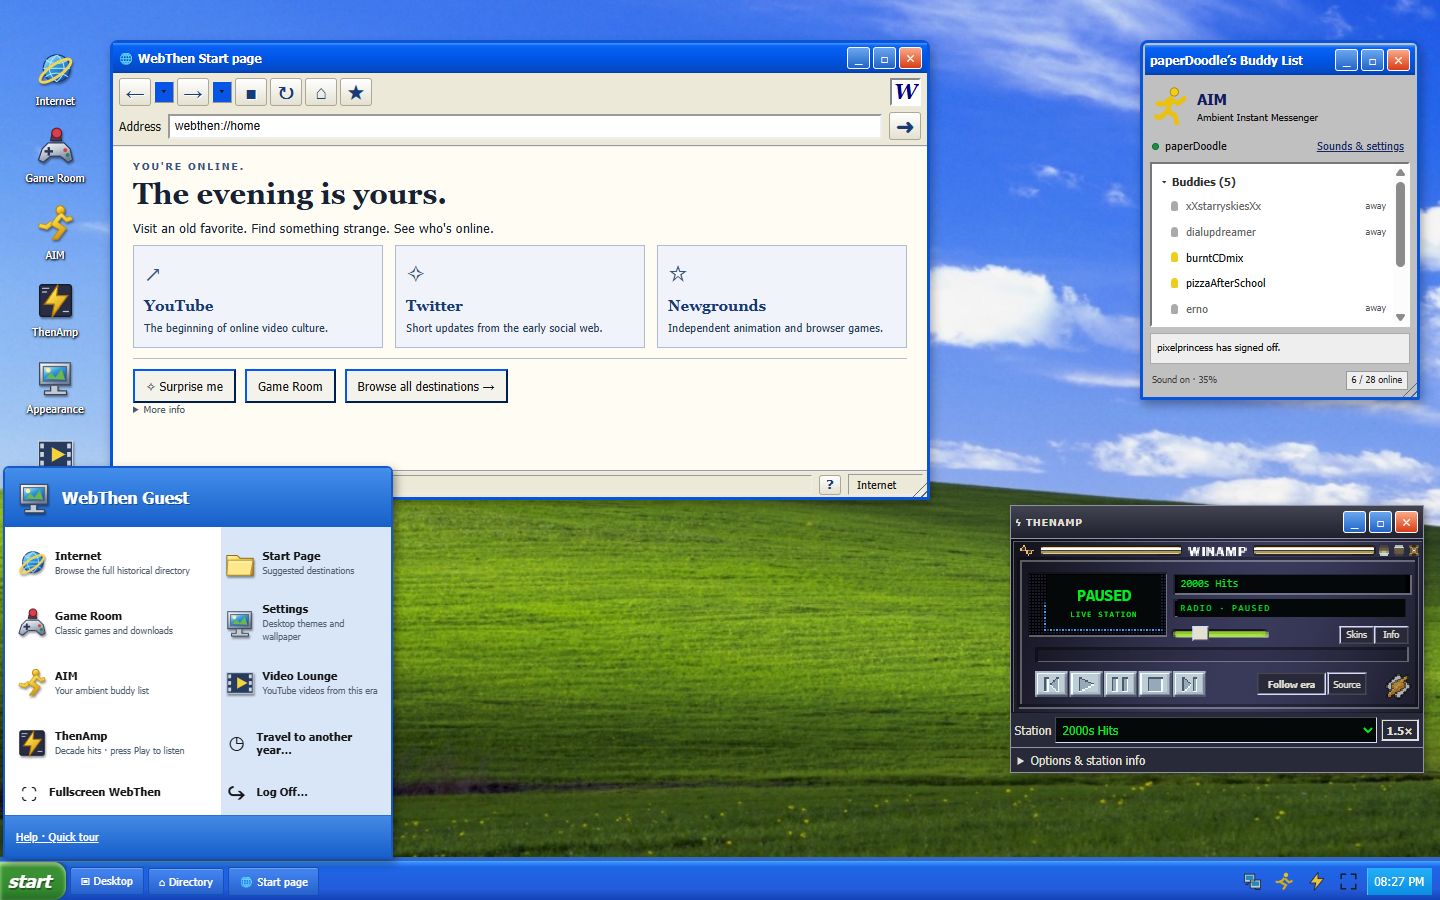 Internet
Game Room
AIM
ThenAmp
Appearance
WebThen Start page
Address webthen://home
W
YOU'RE ONLINE.
The evening is yours.
Visit an old favorite. Find something strange. See who's online.
YouTube
The beginning of online video culture.
Twitter
Short updates from the early social web.
Newgrounds
Independent animation and browser games.
✧ Surprise me
Game Room
Browse all destinations →
▶ More info
?
Internet
paperDoodle's Buddy List
AIM
Ambient Instant Messenger
paperDoodle
Sounds & settings
Buddies (5)
xXstarryskiesXx away
dialupdreamer away
burntCDmix
pizzaAfterSchool
erno away
pixelprincess has signed off.
Sound on · 35%
6 / 28 online
THENAMP
WINAMP
PAUSED
LIVE STATION
2000s Hits
RADIO - PAUSED
Skins
Info
Follow era
Source
Station 2000s Hits
1.5×
▶ Options & station info
WebThen Guest
Internet
Browse the full historical directory
Game Room
Classic games and downloads
AIM
Your ambient buddy list
ThenAmp
Decade hits · press Play to listen
Fullscreen WebThen
Start Page
Suggested destinations
Settings
Desktop themes and
wallpaper
Video Lounge
YouTube videos from this era
Travel to another
year...
Log Off...
Help · Quick tour
start
Desktop
Directory
Start page
08:27 PM